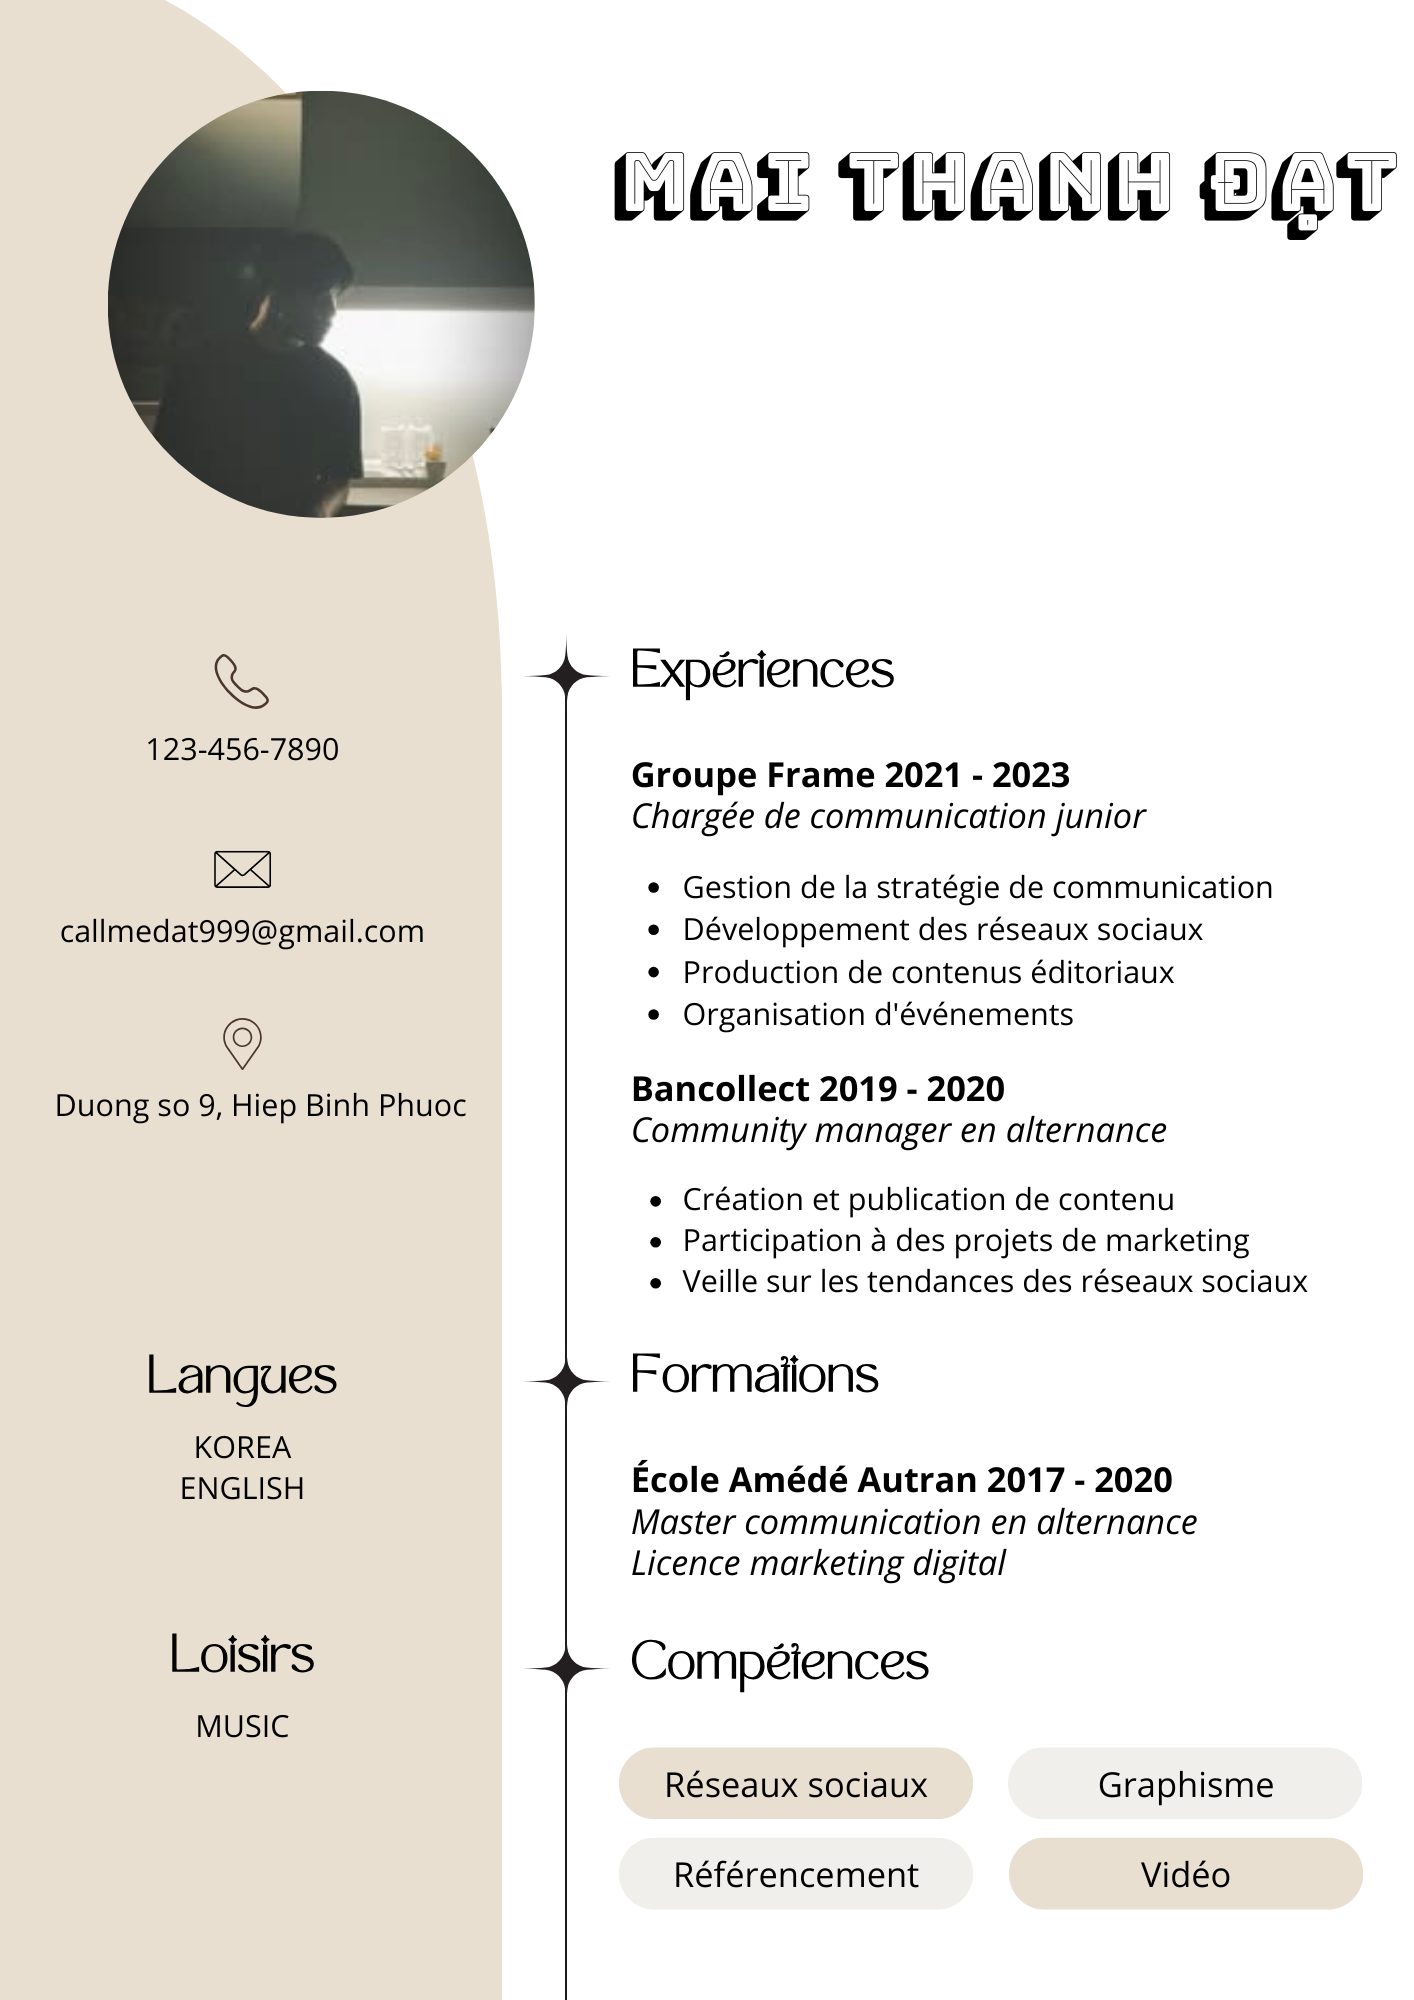 MAI THANH ĐẠT
123-456-7890
callmedat999@gmail.com
Duong so 9, Hiep Binh Phuoc
Langues
KOREA
ENGLISH
Loisirs
MUSIC
Expériences
Groupe Frame 2021 - 2023
Chargée de communication junior
Gestion de la stratégie de communication
Développement des réseaux sociaux
Production de contenus éditoriaux
Organisation d'événements
Bancollect 2019 - 2020
Community manager en alternance
Création et publication de contenu
Participation à des projets de marketing
Veille sur les tendances des réseaux sociaux
Formations
École Amédé Autran 2017 - 2020
Master communication en alternance
Licence marketing digital
Compétences
Réseaux sociaux
Graphisme
Référencement
Vidéo